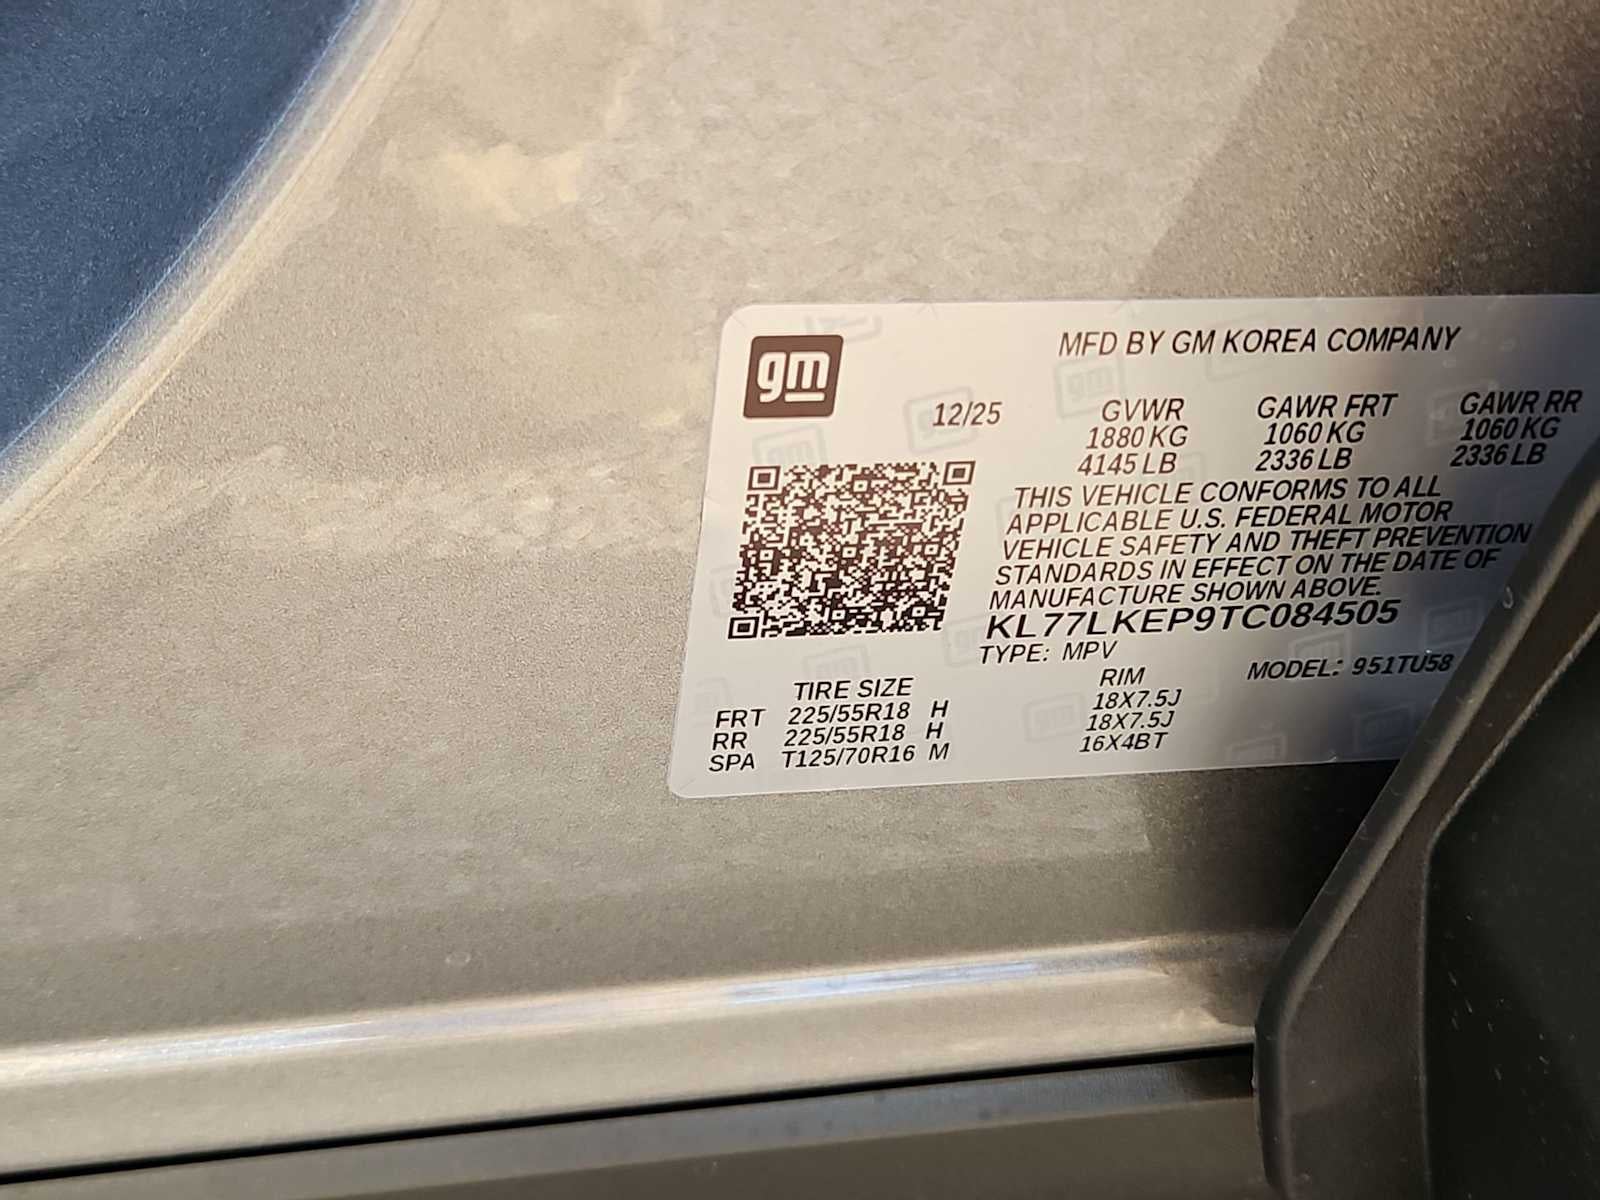 gm
MFD BY GM KOREA COMPANY
12/25 GVWR GAWR FRT GAWR RR
1880 KG 1060 KG 1060 KG
4145 LB 2336 LB 2336 LB
THIS VEHICLE CONFORMS TO ALL
APPLICABLE U.S. FEDERAL MOTOR
VEHICLE SAFETY AND THEFT PREVENTION
STANDARDS IN EFFECT ON THE DATE OF
MANUFACTURE SHOWN ABOVE.
KL77LKEP9TC084505
TYPE: MPV MODEL: 951TU58
TIRE SIZE RIM
FRT 225/55R18 H 18X7.5J
RR 225/55R18 H 18X7.5J
SPA T125/70R16 M 16X4BT